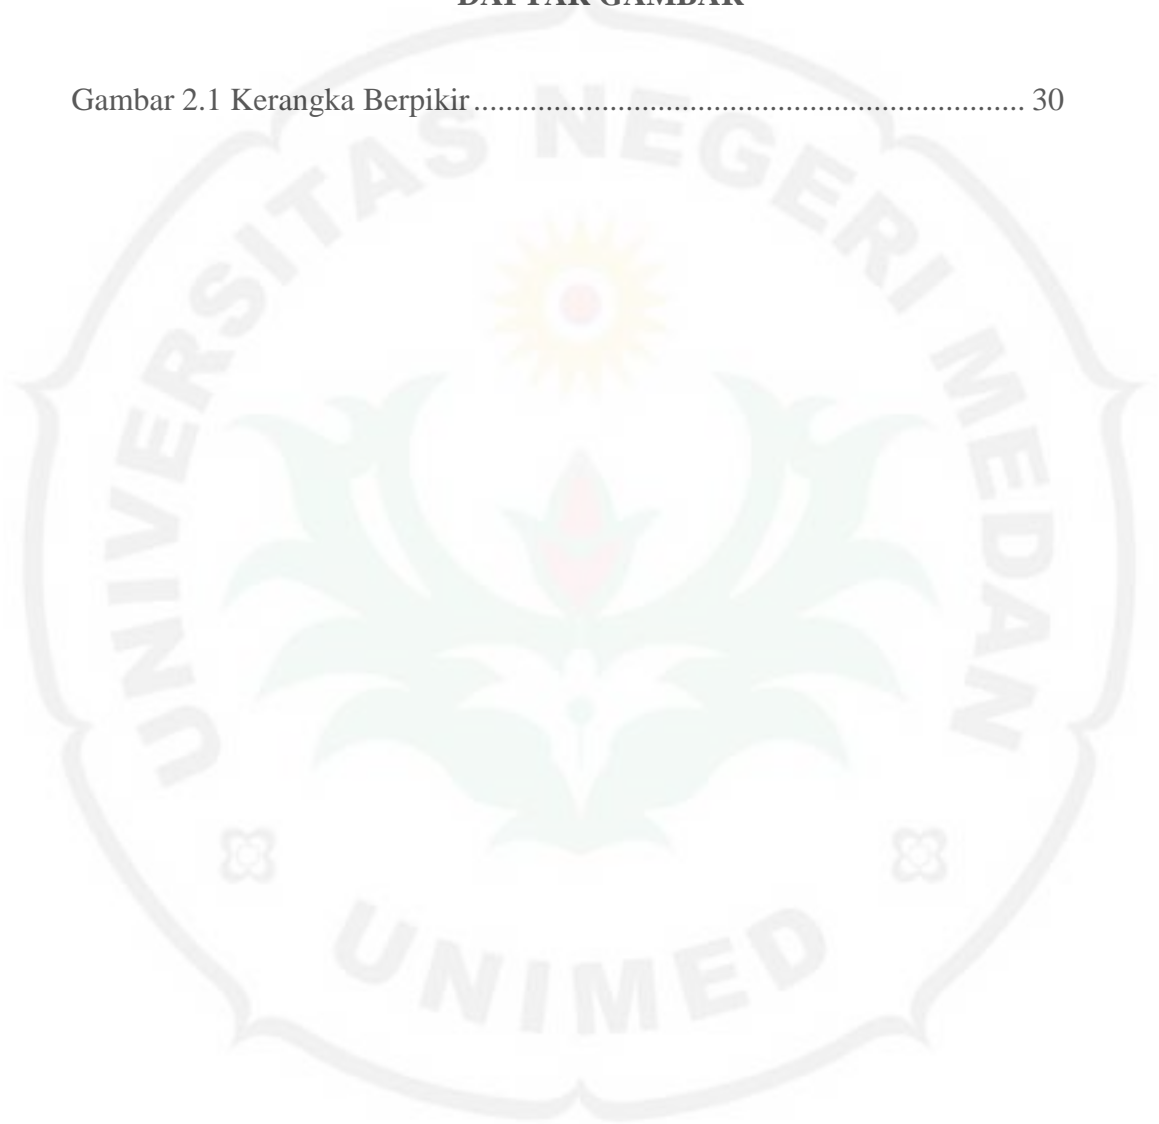 DAFTAR GAMBAR
Gambar 2.1 Kerangka Berpikir..................................................................... 30
UNIVERSITAS NEGERI MEDAN
UNIMED